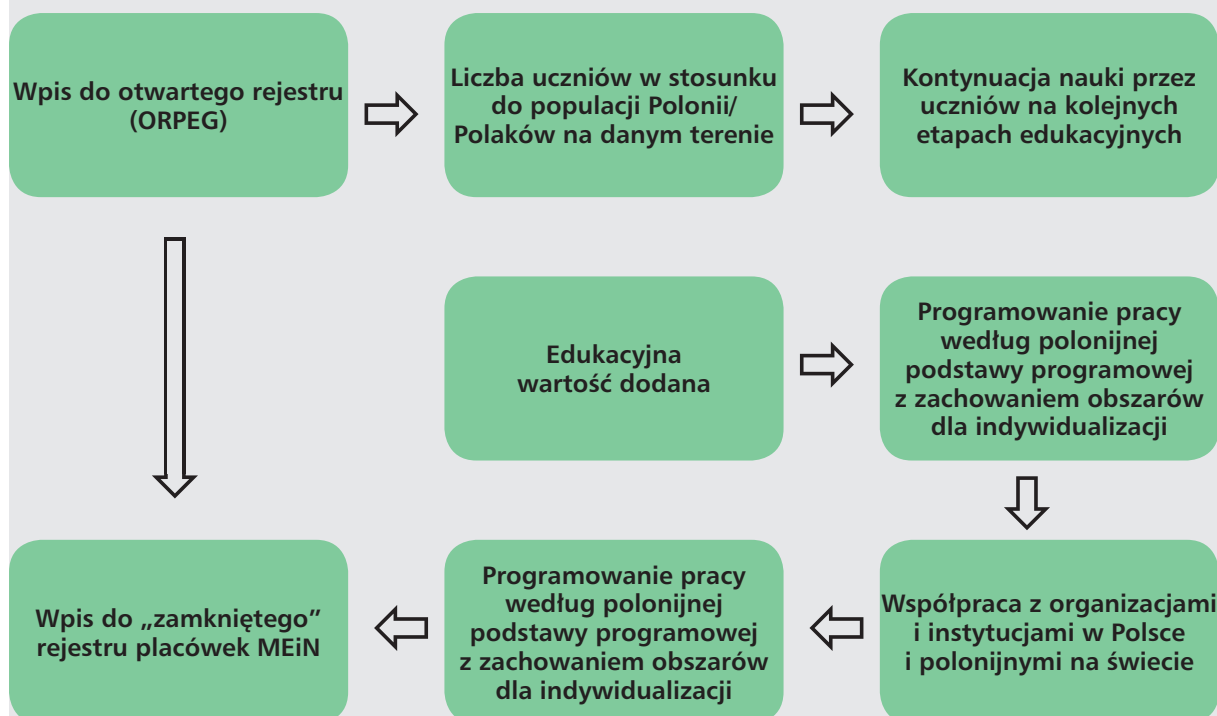 Wpis do otwartego rejestru
(ORPEG)
Liczba uczniów w stosunku
do populacji Polonii/
Polaków na danym terenie
Kontynuacja nauki przez
uczniów na kolejnych
etapach edukacyjnych
Edukacyjna
wartość dodana
Programowanie pracy
według polonijnej
podstawy programowej
z zachowaniem obszarów
dla indywidualizacji
Wpis do „zamkniętego”
rejestru placówek MEiN
Programowanie pracy
według polonijnej
podstawy programowej
z zachowaniem obszarów
dla indywidualizacji
Współpraca z organizacjami
i instytucjami w Polsce
i polonijnymi na świecie